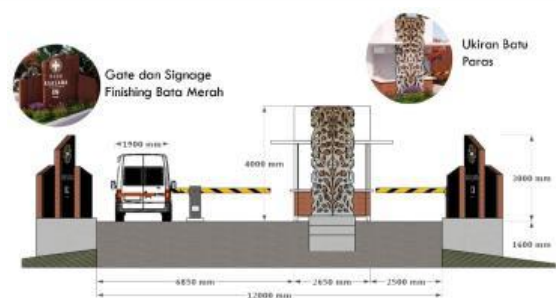 Gate dan Signage
Finishing Bata Merah
Ukiran Batu
Paras
1900 mm
4000 mm
3000 mm
1600 mm
6850 mm
2650 mm
2500 mm
12000 mm